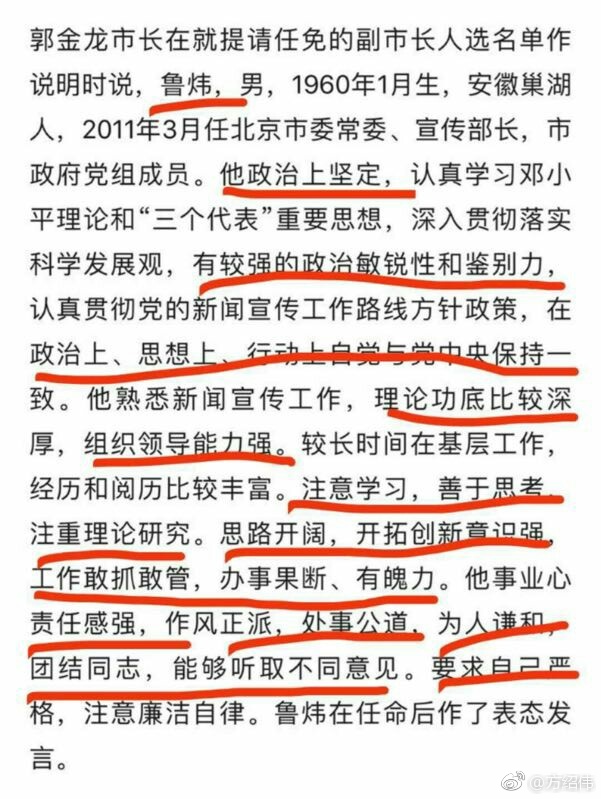 郭金龙市长在就提请任免的副市长人选名单作
说明时说，鲁炜，男，1960年1月生，安徽巢湖
人，2011年3月任北京市委常委、宣传部长，市
政府党组成员。他政治上坚定，认真学习邓小
平理论和“三个代表”重要思想，深入贯彻落实
科学发展观，有较强的政治敏锐性和鉴别力，
认真贯彻党的新闻宣传工作路线方针政策，在
政治上、思想上、行动上自觉与党中央保持一
致。他熟悉新闻宣传工作，理论功底比较深
厚，组织领导能力强。较长时间在基层工作，
经历和阅历比较丰富。注意学习，善于思考，
注重理论研究。思路开阔，开拓创新意识强，
工作敢抓敢管，办事果断、有魄力。他事业心
责任感强，作风正派，处事公道，为人谦和，
团结同志，能够听取不同意见。要求自己严
格，注意廉洁自律。鲁炜在任命后作了表态发
言。
@方绍伟